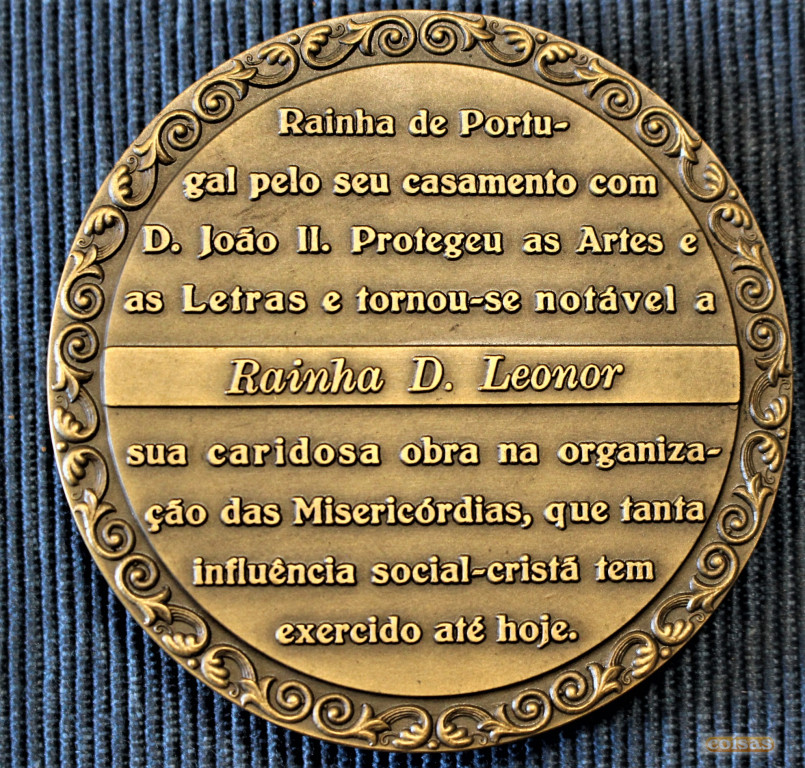 Rainha de Portu-
gal pelo seu casamento com
D. João II. Protegeu as Artes e
as Letras e tornou-se notável a
Rainha D. Leonor
sua caridosa obra na organiza-
ção das Misericórdias, que tanta
influência social-cristã tem
exercido até hoje.
coisas